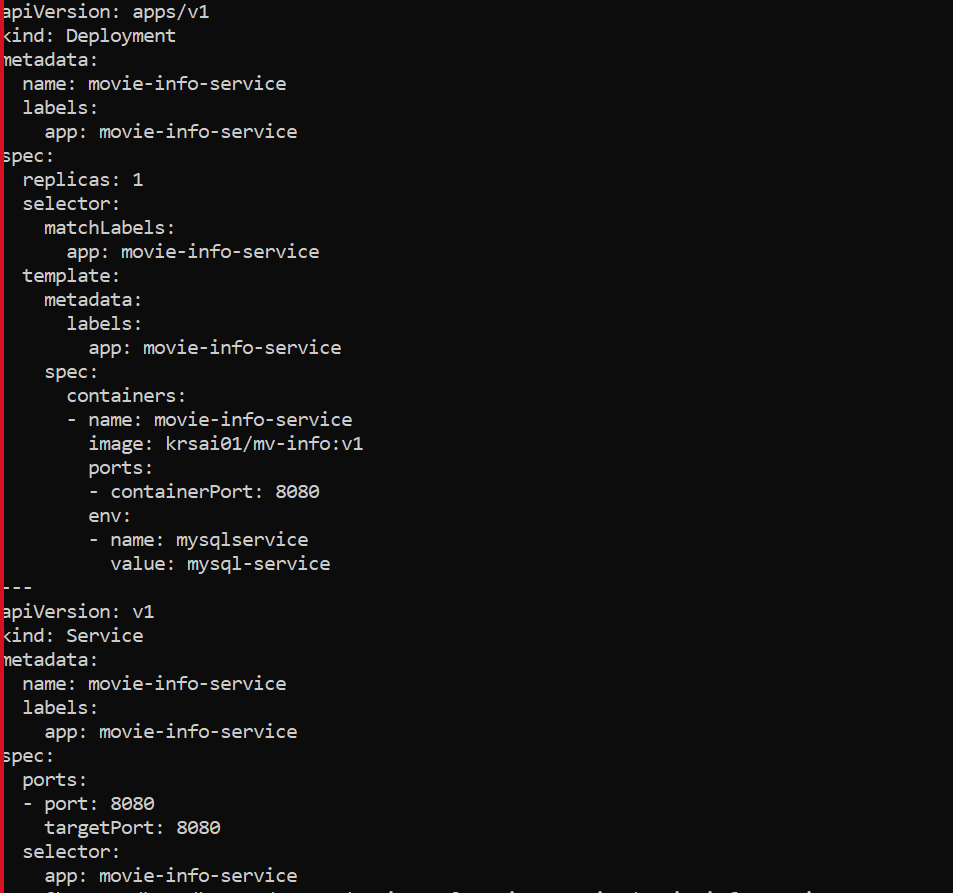 apiVersion: apps/v1
kind: Deployment
metadata:
  name: movie-info-service
  labels:
    app: movie-info-service
spec:
  replicas: 1
  selector:
    matchLabels:
      app: movie-info-service
  template:
    metadata:
      labels:
        app: movie-info-service
    spec:
      containers:
      - name: movie-info-service
        image: krsai01/mv-info:v1
        ports:
        - containerPort: 8080
        env:
        - name: mysqlservice
          value: mysql-service
---
apiVersion: v1
kind: Service
metadata:
  name: movie-info-service
  labels:
    app: movie-info-service
spec:
  ports:
  - port: 8080
    targetPort: 8080
  selector:
    app: movie-info-service